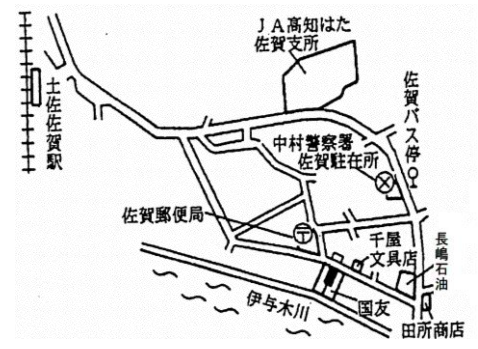 JA高知はた
佐賀支所
土佐佐賀駅
佐賀バス停
中村警察署
佐賀駐在所
佐賀郵便局
千屋
文具店
長嶋石油
伊与木川
国友
田所商店